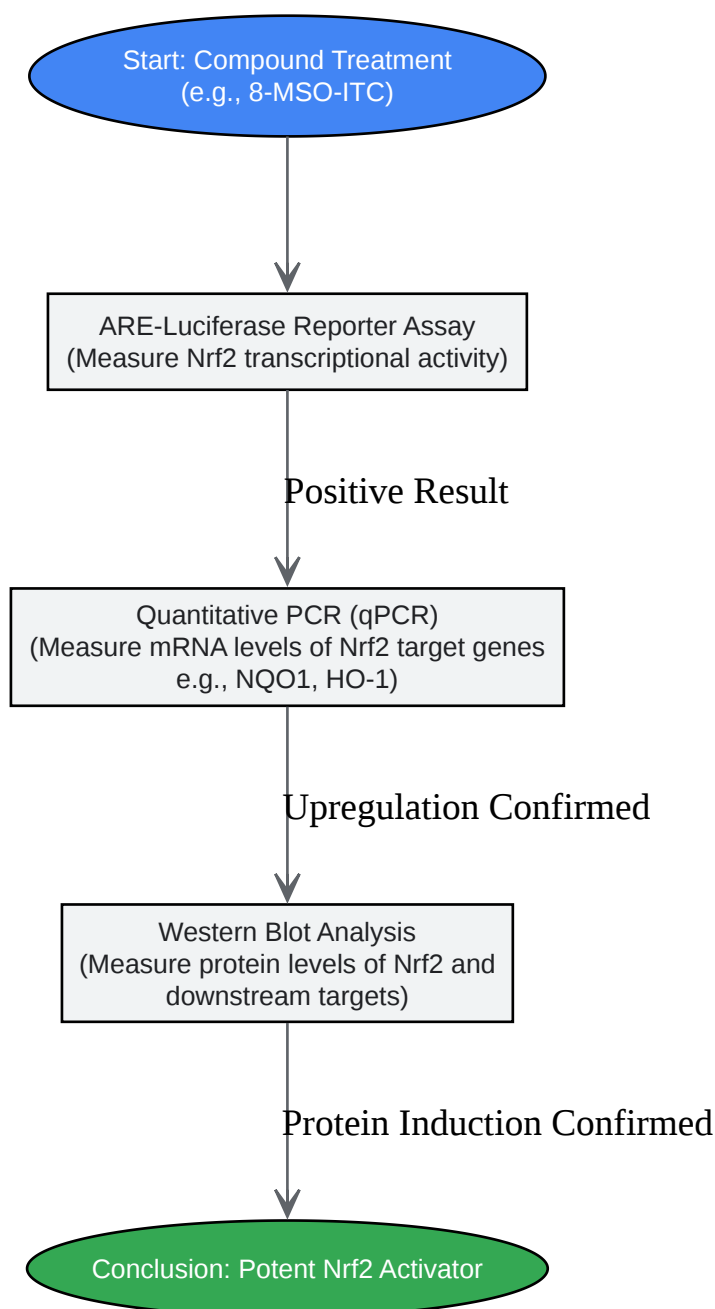 Start: Compound Treatment
(e.g., 8-MSO-ITC)
ARE-Luciferase Reporter Assay
(Measure Nrf2 transcriptional activity)
Positive Result
Quantitative PCR (qPCR)
(Measure mRNA levels of Nrf2 target genes
e.g., NQO1, HO-1)
Upregulation Confirmed
Western Blot Analysis
(Measure protein levels of Nrf2 and
downstream targets)
Protein Induction Confirmed
Conclusion: Potent Nrf2 Activator